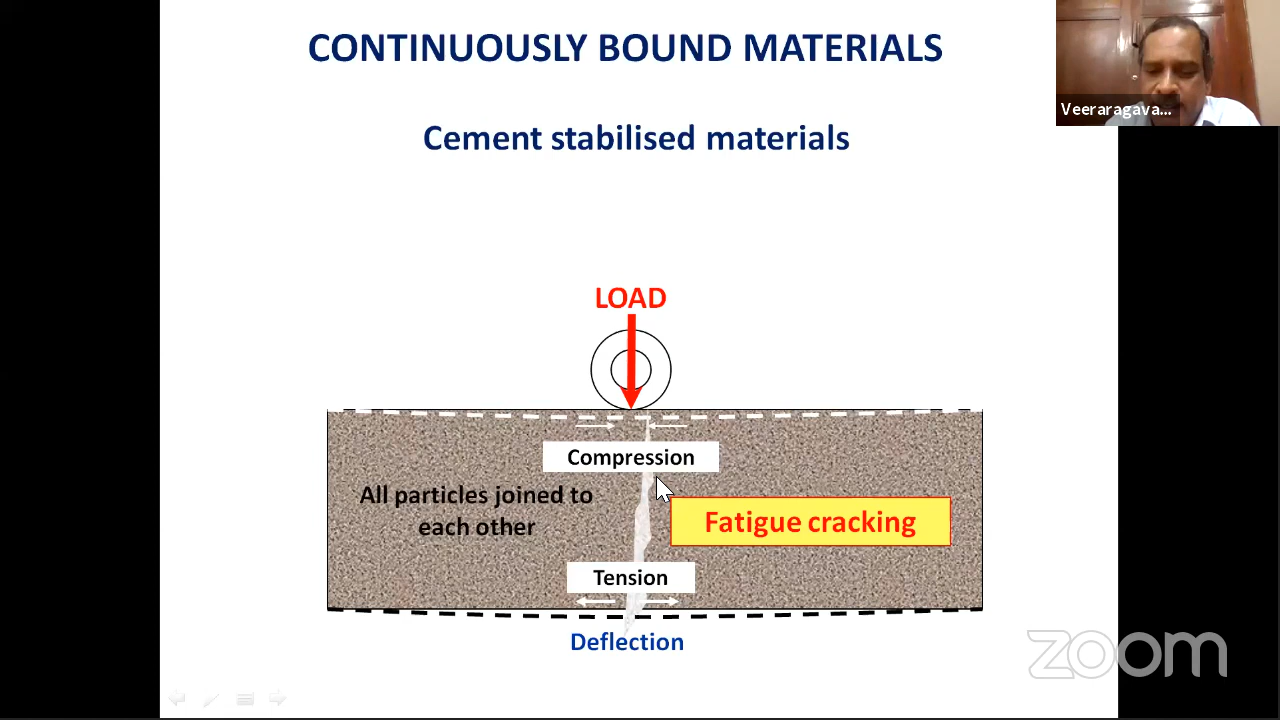 CONTINUOUSLY BOUND MATERIALS
Veeraragava...
Cement stabilised materials
LOAD
Compression
All particles joined to
each other
Fatigue cracking
Tension
Deflection
zoom